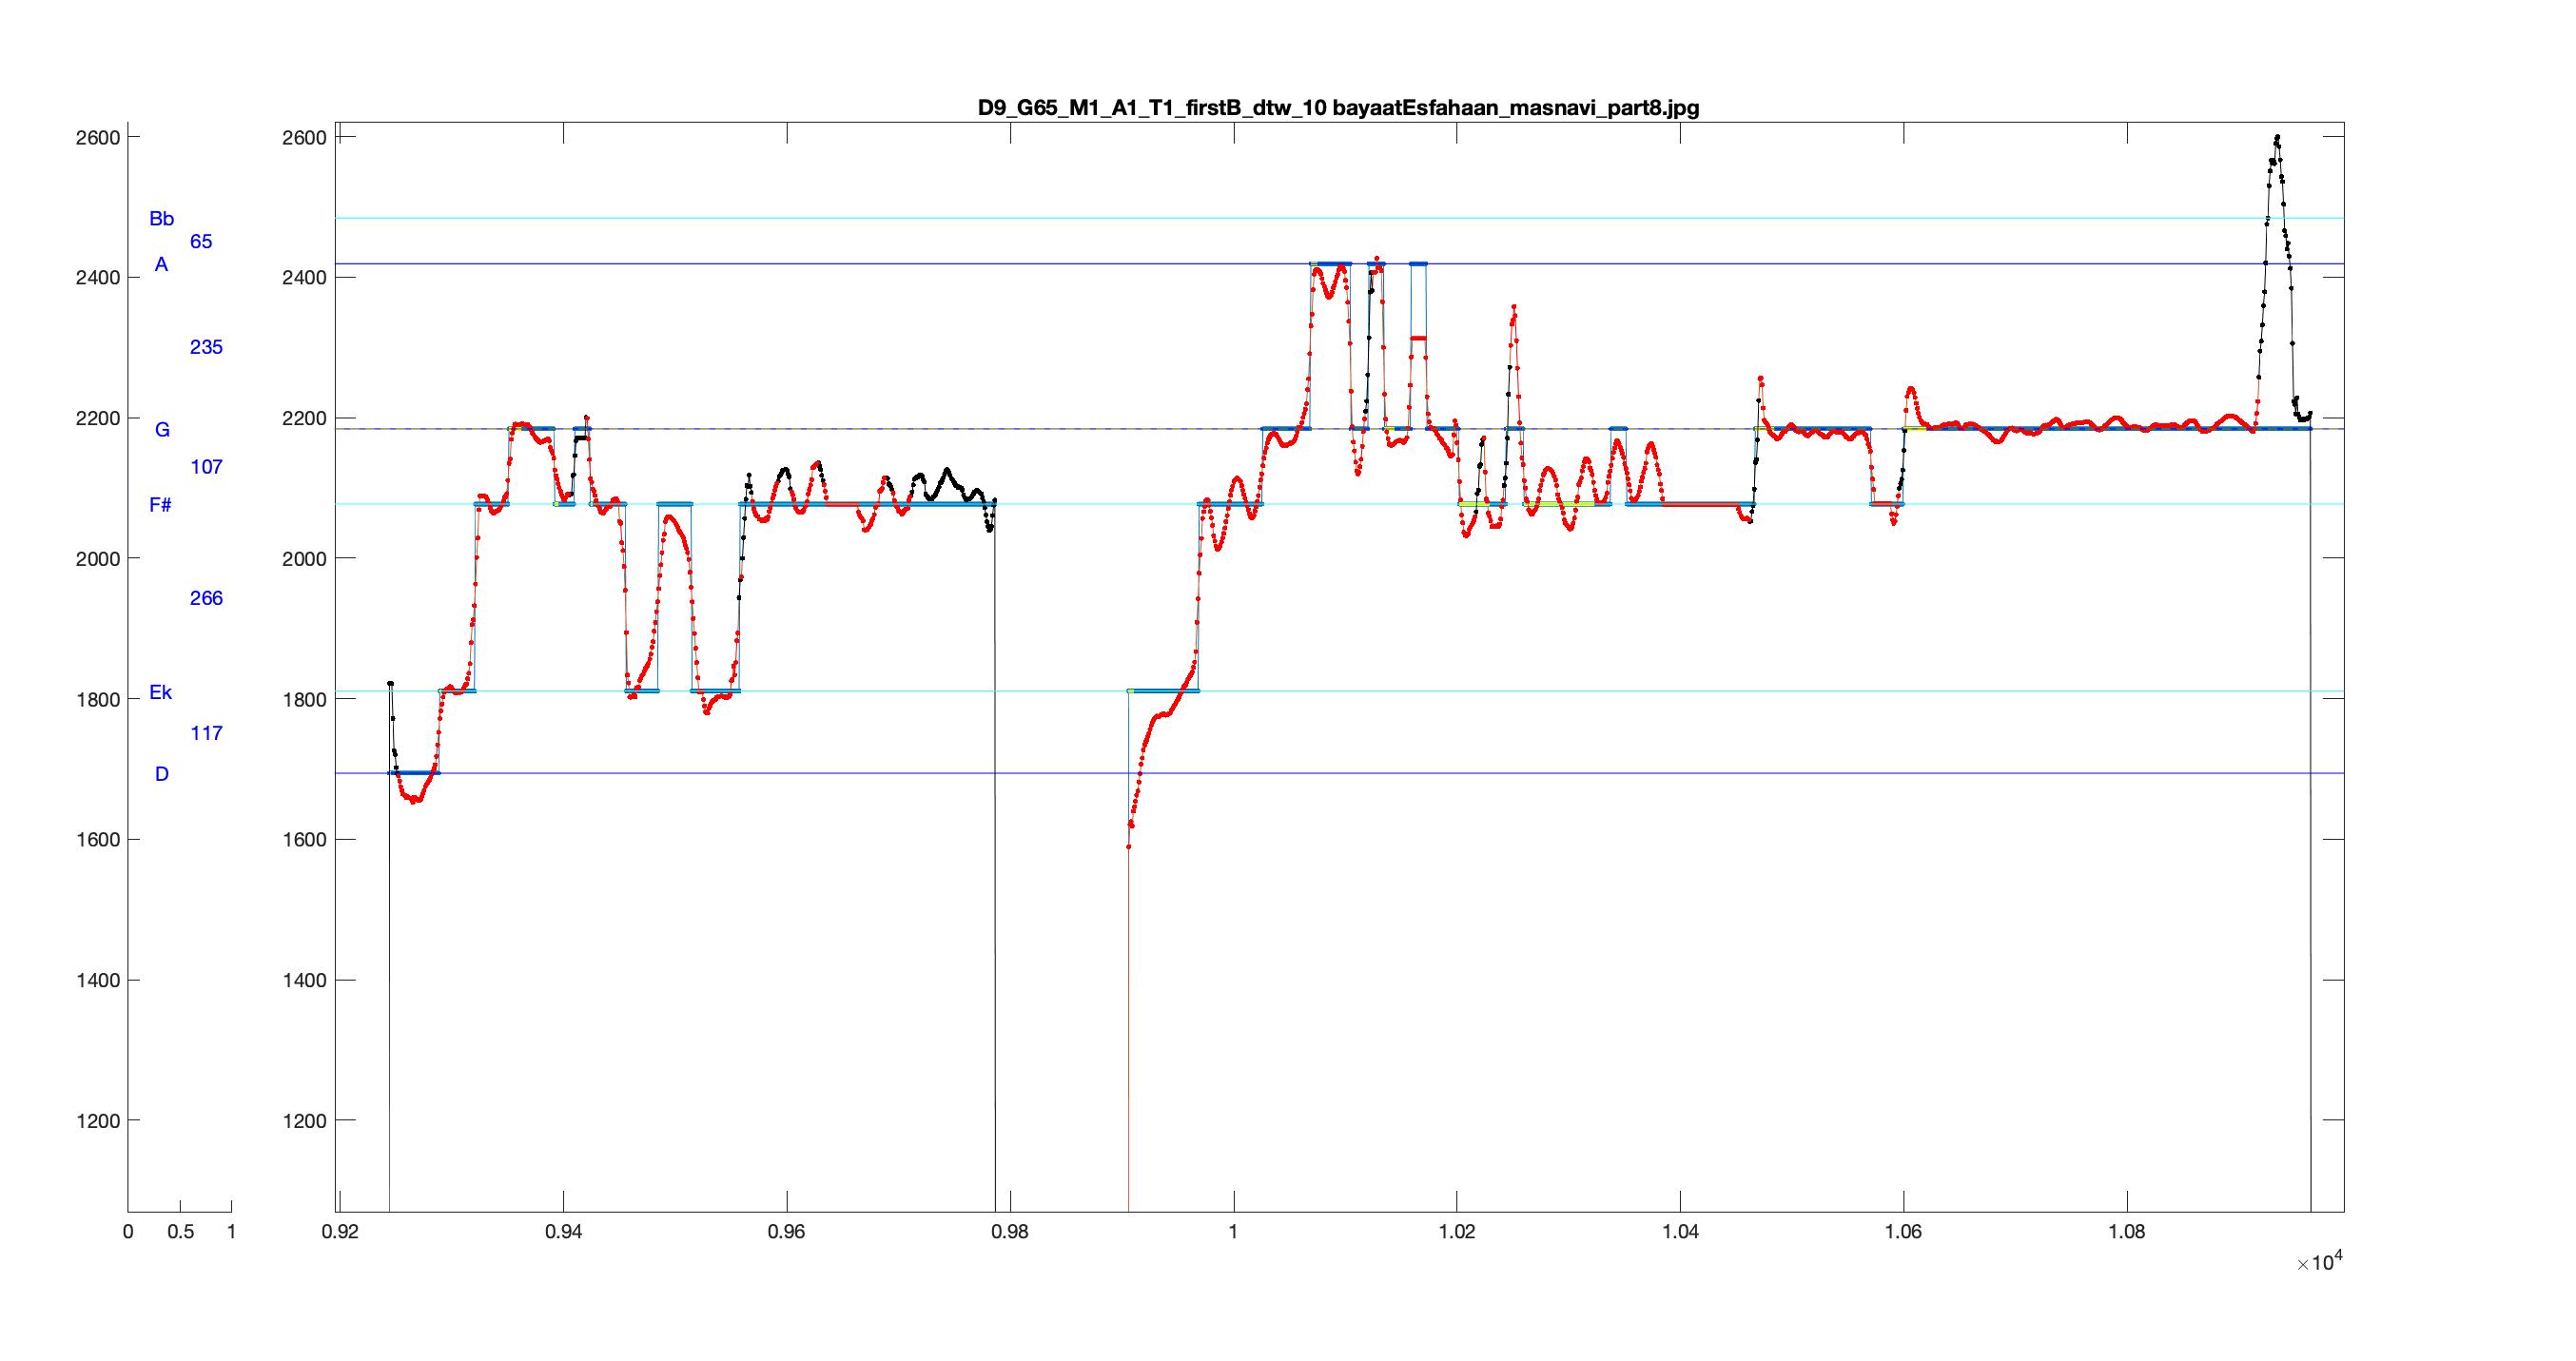 D9_G65_M1_A1_T1_firstB_dtw_10 bayaatEsfahaan_masnavi_part8.jpg
2600 2600
Bb
65
A
2400 2400
235
2200 2200
G
107
F#
2000 2000
266
1800 1800
Ek
117
D
1600 1600
1400 1400
1200 1200
0 0.5 1 0.92 0.94 0.96 0.98 1 1.02 1.04 1.06 1.08
×10⁴